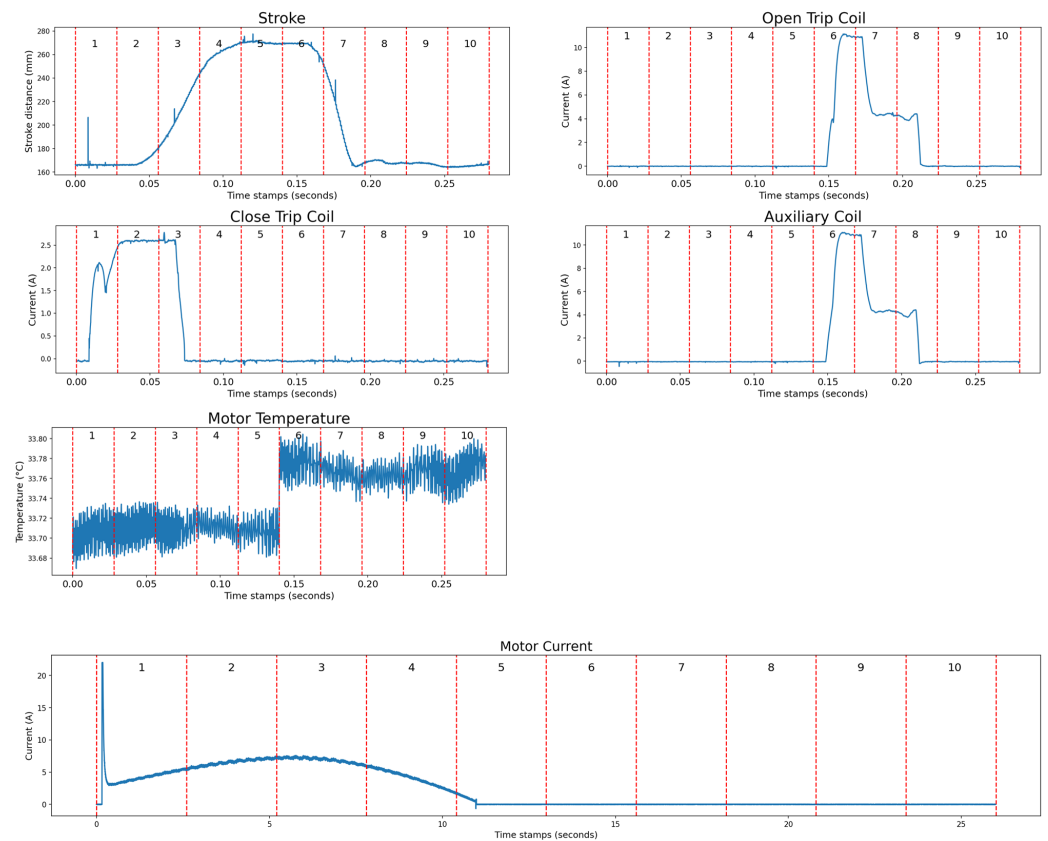 Stroke
Stroke distance (mm)
280
260
240
220
200
180
160
1 2 3 4 5 6 7 8 9 10
0.00 0.05 0.10 0.15 0.20 0.25
Time stamps (seconds)
Open Trip Coil
Current (A)
10
8
6
4
2
0
1 2 3 4 5 6 7 8 9 10
0.00 0.05 0.10 0.15 0.20 0.25
Time stamps (seconds)
Close Trip Coil
Current (A)
2.5
2.0
1.5
1.0
0.5
0.0
1 2 3 4 5 6 7 8 9 10
0.00 0.05 0.10 0.15 0.20 0.25
Time stamps (seconds)
Auxiliary Coil
Current (A)
10
8
6
4
2
0
1 2 3 4 5 6 7 8 9 10
0.00 0.05 0.10 0.15 0.20 0.25
Time stamps (seconds)
Motor Temperature
Temperature (°C)
33.80
33.78
33.76
33.74
33.72
33.70
33.68
1 2 3 4 5 6 7 8 9 10
0.00 0.05 0.10 0.15 0.20 0.25
Time stamps (seconds)
Motor Current
Current (A)
20
15
10
5
0
1 2 3 4 5 6 7 8 9 10
0 5 10 15 20 25
Time stamps (seconds)